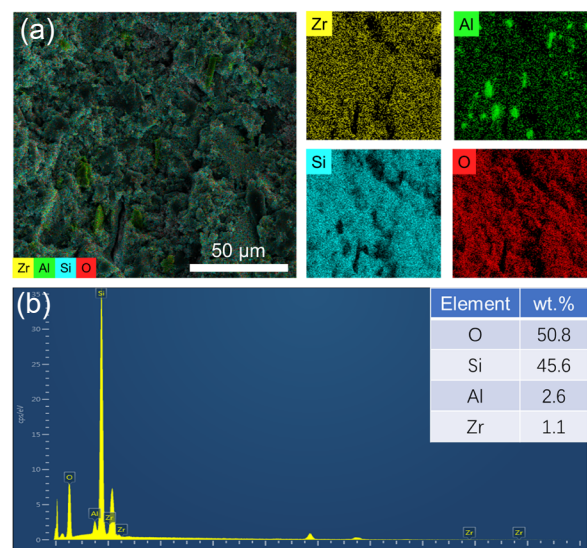 (a)
Zr
Al
Si
O
Zr Al Si O
50 μm
(b)
35
30
25
20
15
10
5
0
cps/eV
Si
O
Al
Zr
Zr
Zr
Zr
Element wt.%
O 50.8
Si 45.6
Al 2.6
Zr 1.1